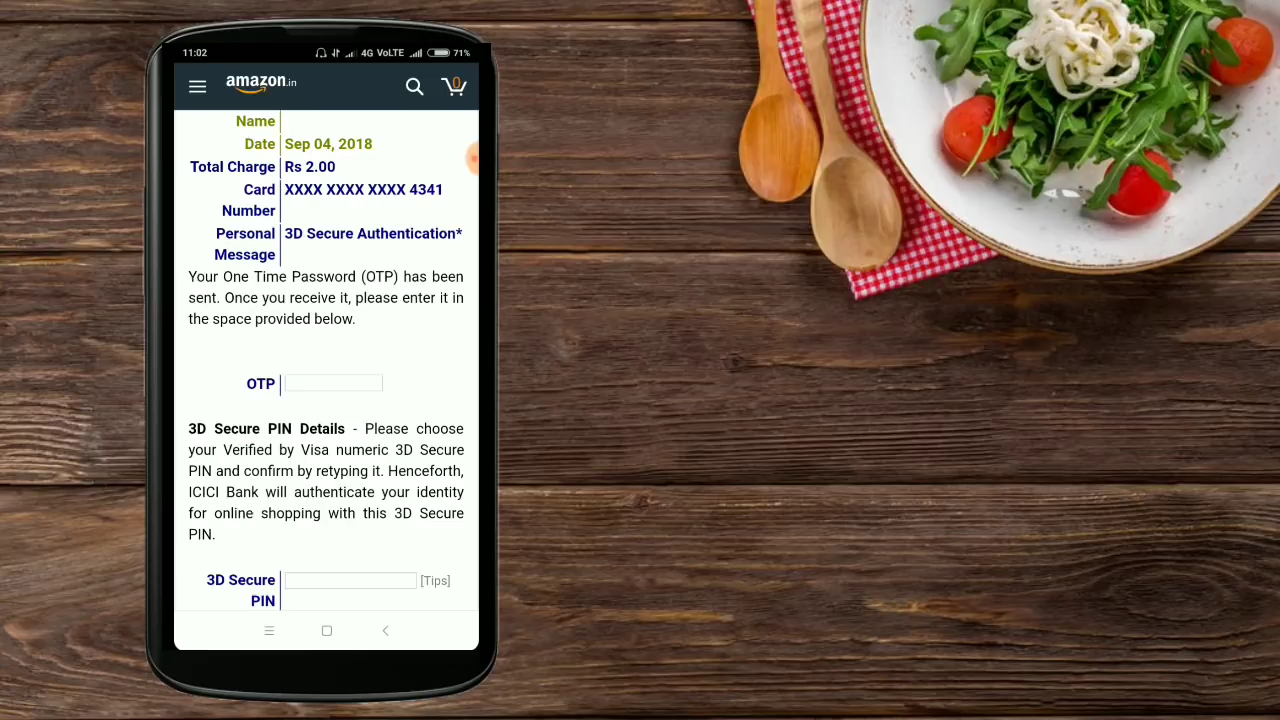 11:02 4G VoLTE 71%
amazon.in 0
Name
Date Sep 04, 2018
Total Charge Rs 2.00
Card XXXX XXXX XXXX 4341
Number
Personal 3D Secure Authentication*
Message
Your One Time Password (OTP) has been
sent. Once you receive it, please enter it in
the space provided below.
OTP
3D Secure PIN Details - Please choose
your Verified by Visa numeric 3D Secure
PIN and confirm by retyping it. Henceforth,
ICICI Bank will authenticate your identity
for online shopping with this 3D Secure
PIN.
3D Secure [Tips]
PIN